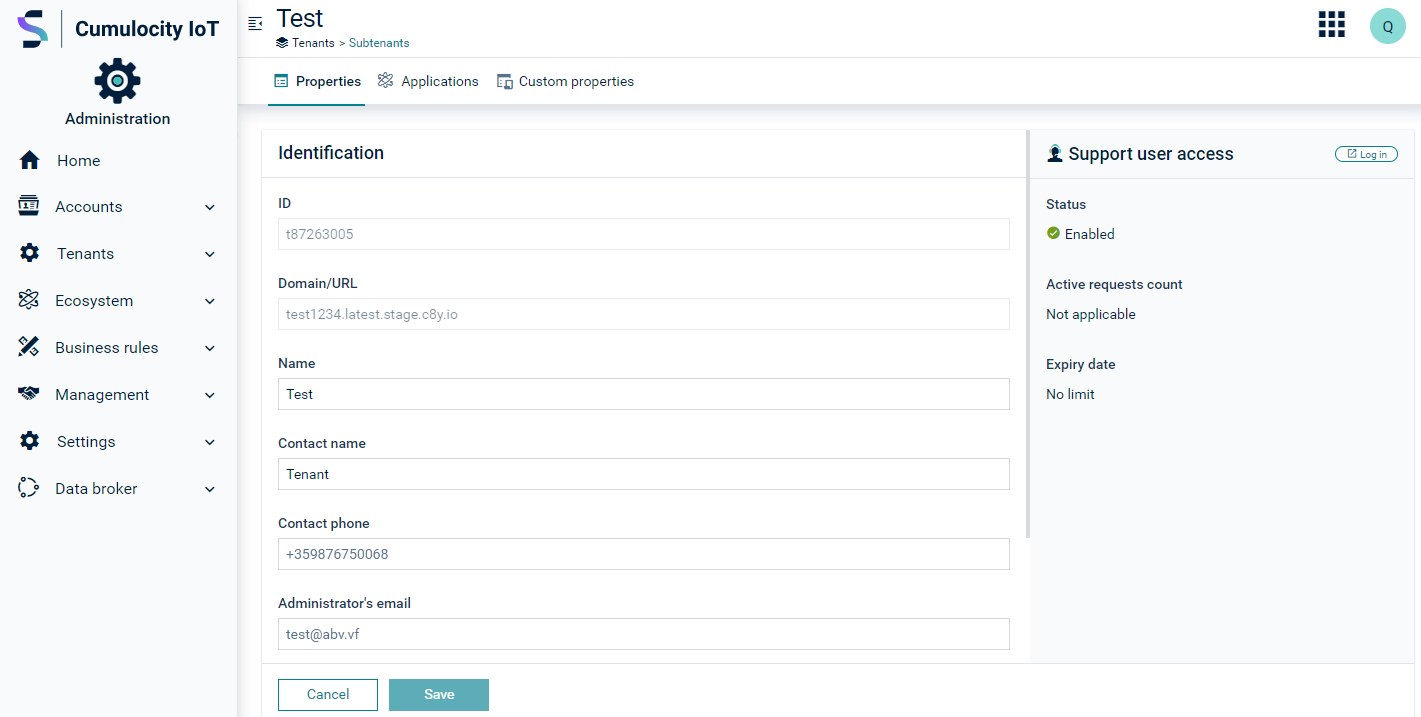 Cumulocity IoT
Administration
Home
Accounts
Tenants
Ecosystem
Business rules
Management
Settings
Data broker
Test
Tenants > Subtenants
Q
Properties Applications Custom properties
Identification
ID
t87263005
Domain/URL
test1234.latest.stage.c8y.io
Name
Test
Contact name
Tenant
Contact phone
+359876750068
Administrator's email
test@abv.vf
Cancel Save
Support user access Log in
Status
Enabled
Active requests count
Not applicable
Expiry date
No limit